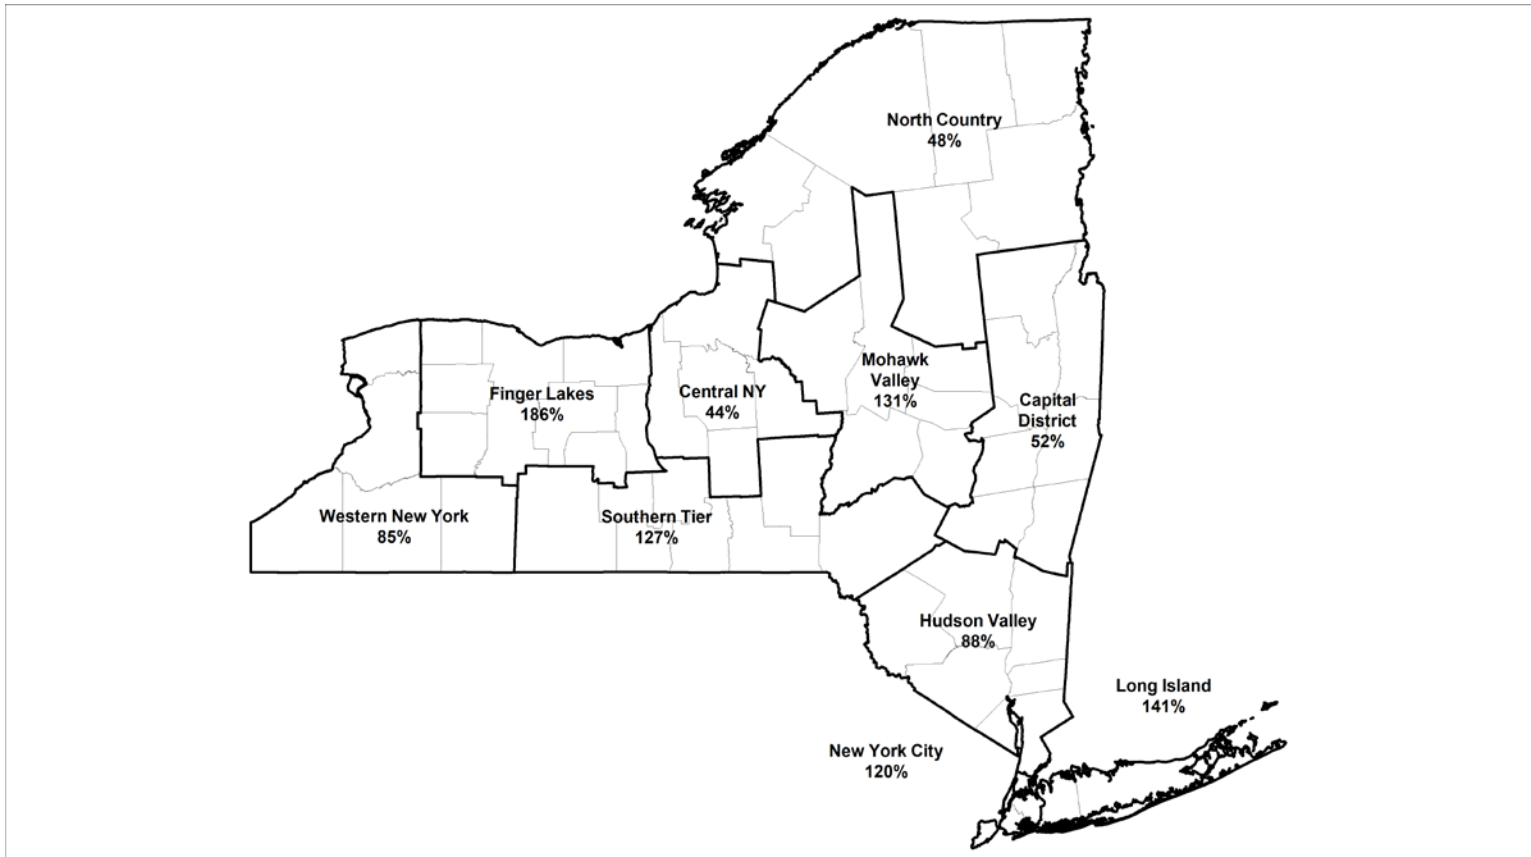 North Country
48%
Mohawk
Valley
131%
Finger Lakes
186%
Central NY
44%
Capital
District
52%
Western New York
85%
Southern Tier
127%
Hudson Valley
88%
Long Island
141%
New York City
120%